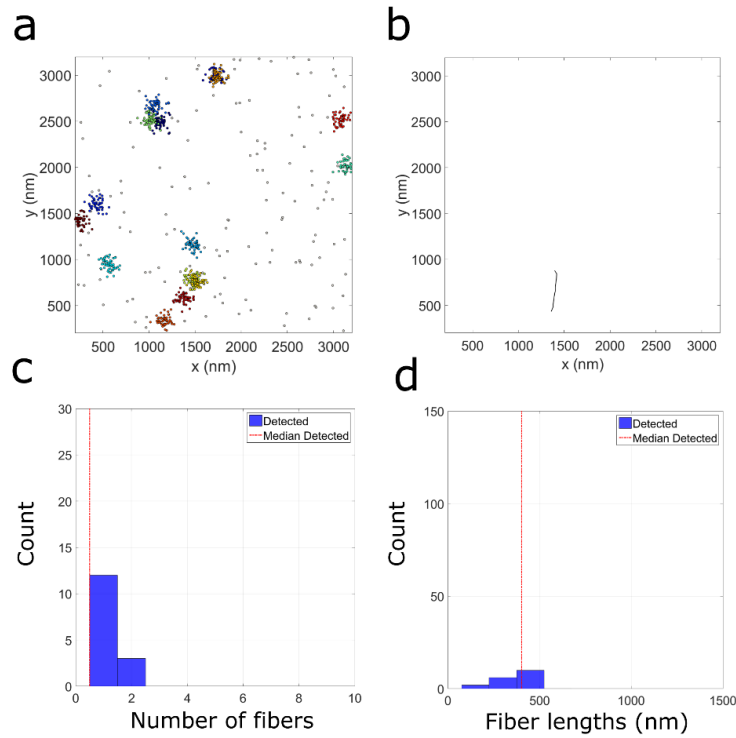 a
b
3000
2500
2000
1500
1000
500
y (nm)
500 1000 1500 2000 2500 3000
x (nm)
3000
2500
2000
1500
1000
500
y (nm)
500 1000 1500 2000 2500 3000
x (nm)
c
d
30
25
20
15
10
5
0
Count
Detected
Median Detected
0 2 4 6 8 10
Number of fibers
150
100
50
0
Count
Detected
Median Detected
0 500 1000 1500
Fiber lengths (nm)